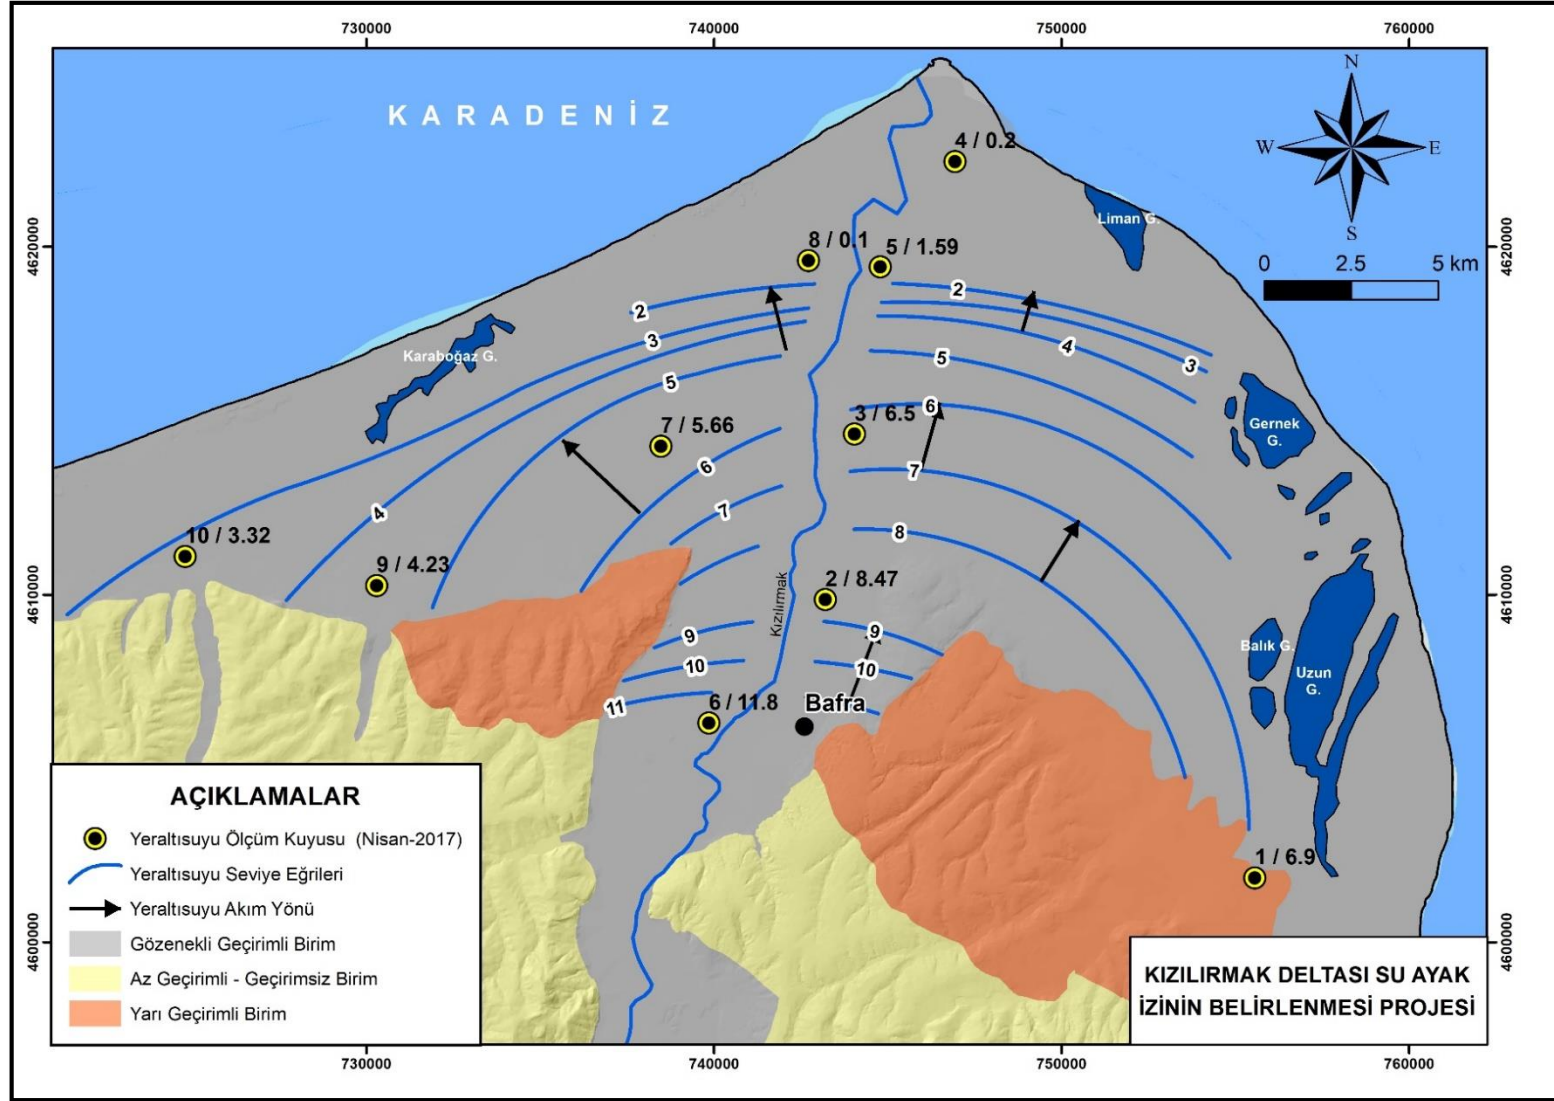 730000
740000
750000
760000
KARADENİZ
N
W
E
S
4 / 0.2
Liman G.
8 / 0.1
5 / 1.59
4620000
4620000
0
2.5
5 km
2
2
3
3
4
Karaboğaz G.
5
5
6
7 / 5.66
3 / 6.5
Gernek
G.
6
7
4
7
8
10 / 3.32
9 / 4.23
2 / 8.47
Kızılırmak
4610000
4610000
9
9
10
10
Balık G.
Uzun
G.
11
6 / 11.8
Bafra
1 / 6.9
4600000
4600000
AÇIKLAMALAR
Yeraltısuyu Ölçüm Kuyusu (Nisan-2017)
Yeraltısuyu Seviye Eğrileri
Yeraltısuyu Akım Yönü
Gözenekli Geçirimli Birim
Az Geçirimli - Geçirimsiz Birim
Yarı Geçirimli Birim
KIZILIRMAK DELTASI SU AYAK
İZİNİN BELİRLENMESİ PROJESİ
730000
740000
750000
760000